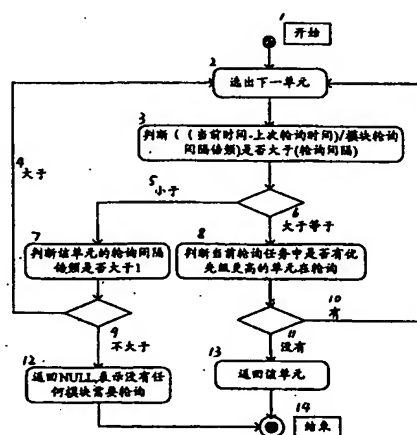 1
开始
2
选出下一单元
3
判断((当前时间-上次轮询时间)/模块轮询
间隔倍频)是否大于(轮询间隔)
4
大于
5
小于
6
大于等于
7
判断该单元的轮询间隔
倍频是否大于1
8
判断当前轮询任务中是否有优
先级更高的单元在轮询
9
不大于
10
有
11
没有
12
返回NULL,表示没有任
何模块需要轮询
13
返回该单元
14
结束